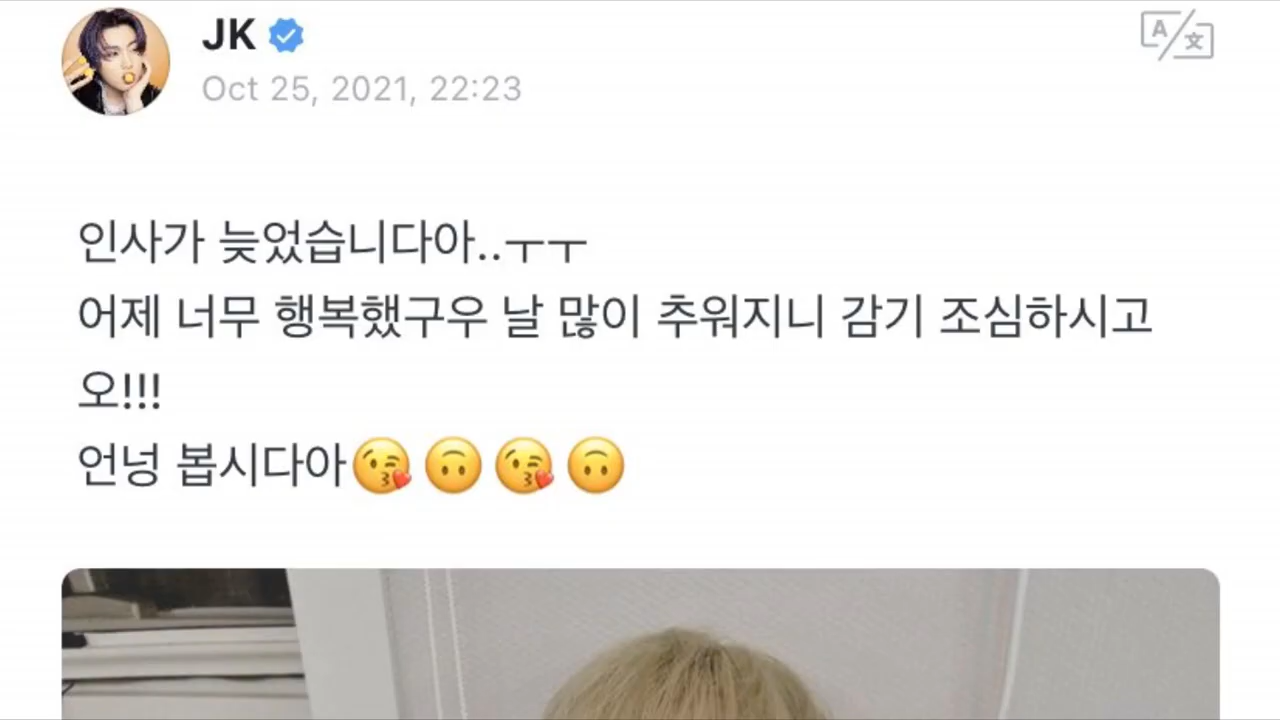 JK
Oct 25, 2021, 22:23
A/文
인사가 늦었습니다아..ㅜㅜ
어제 너무 행복했구우 날 많이 추워지니 감기 조심하시고
오!!!
언넝 봅시다아😘🙃😘🙃